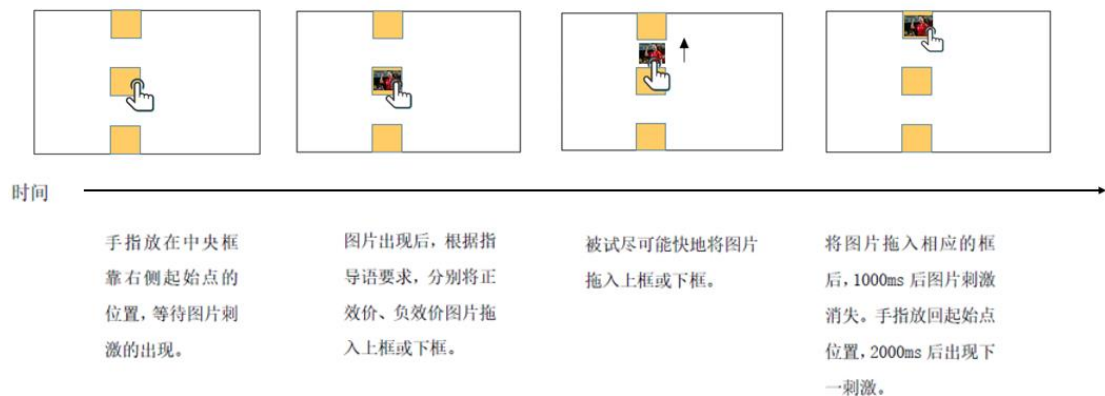 时间
手指放在中央框
靠右侧起始点的
位置，等待图片刺
激的出现。
图片出现后，根据指
导语要求，分别将正
效价、负效价图片拖
入上框或下框。
被试尽可能快地将图片
拖入上框或下框。
将图片拖入相应的框
后，1000ms 后图片刺激
消失。手指放回起始点
位置，2000ms 后出现下
一刺激。